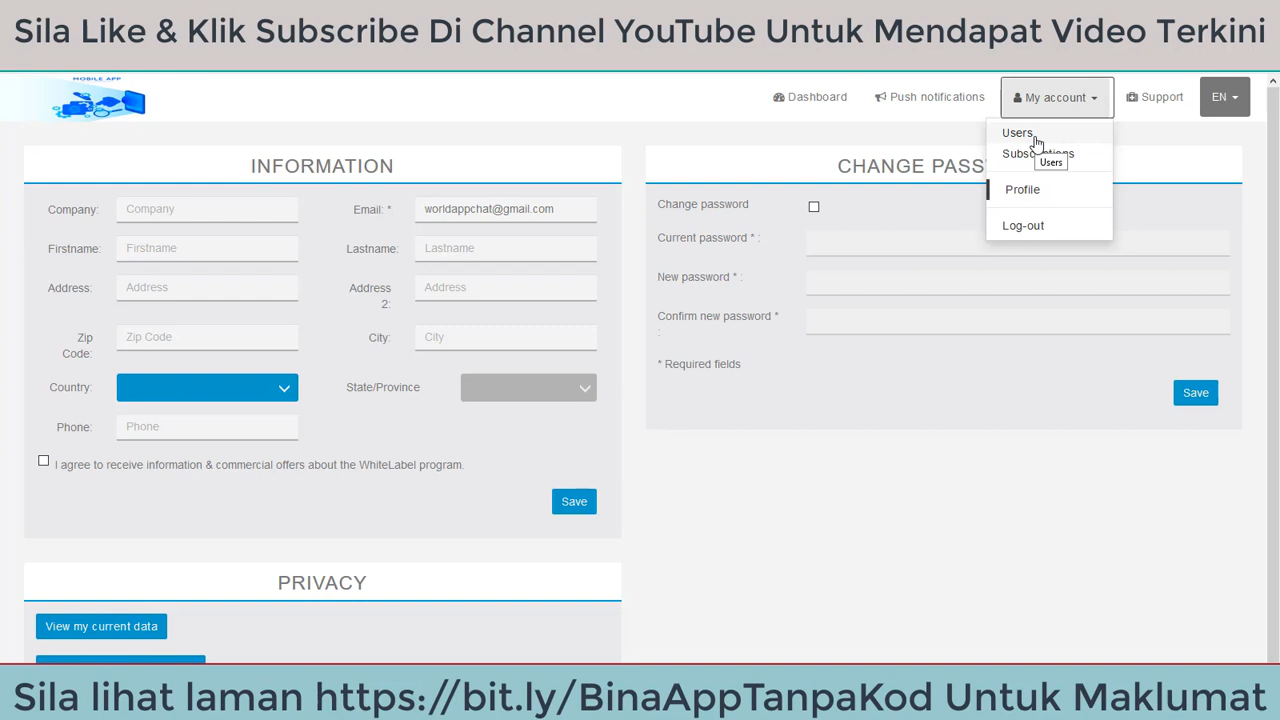 Sila Like & Klik Subscribe Di Channel YouTube Untuk Mendapat Video Terkini
MOBILE APP
Dashboard
Push notifications
My account
Support
EN
Users
Subscriptions
Users
Profile
Log-out
INFORMATION
Company: Company
Email: * worldappchat@gmail.com
Firstname: Firstname
Lastname: Lastname
Address: Address
Address
2: Address
Zip
Code: Zip Code
City: City
Country:
State/Province
Phone: Phone
I agree to receive information & commercial offers about the WhiteLabel program.
Save
CHANGE
Change password
Current password * :
New password * :
Confirm new password *
:
* Required fields
Save
PRIVACY
View my current data
Sila lihat laman https://bit.ly/BinaAppTanpaKod Untuk Maklumat